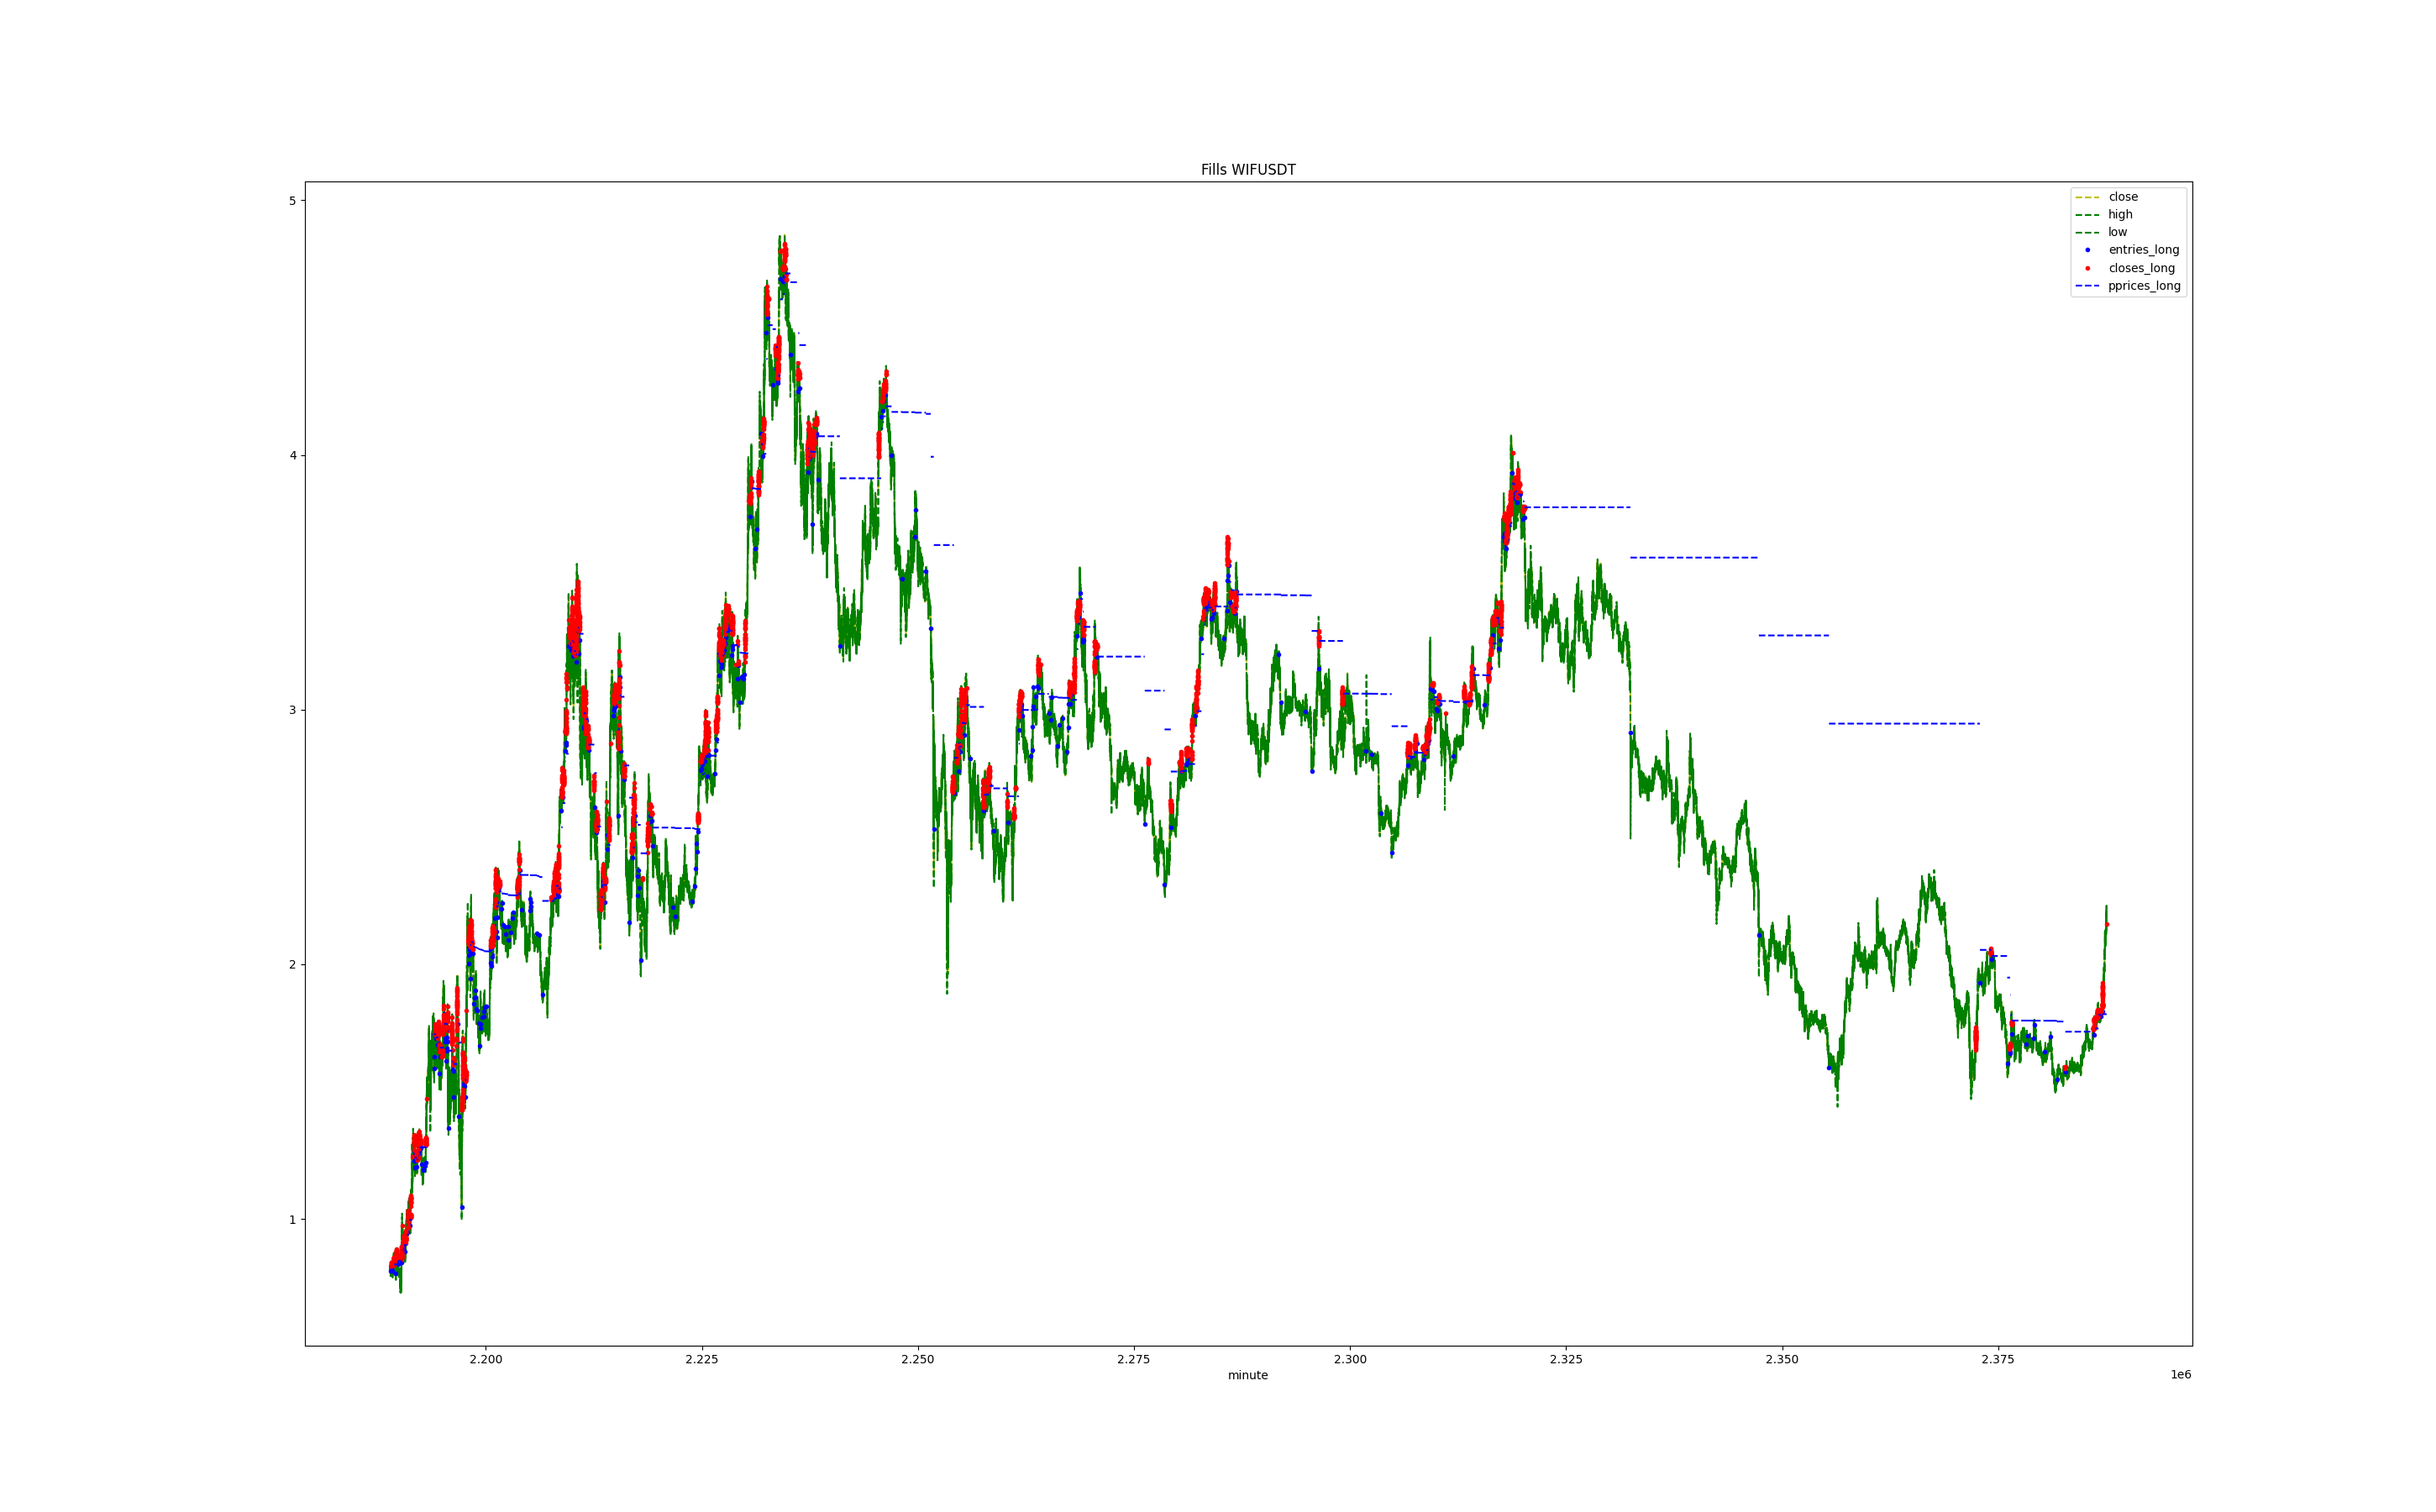 Fills WIFUSDT
close
high
low
entries_long
closes_long
pprices_long
5
4
3
2
1
2.200 2.225 2.250 2.275 2.300 2.325 2.350 2.375
minute 1e6